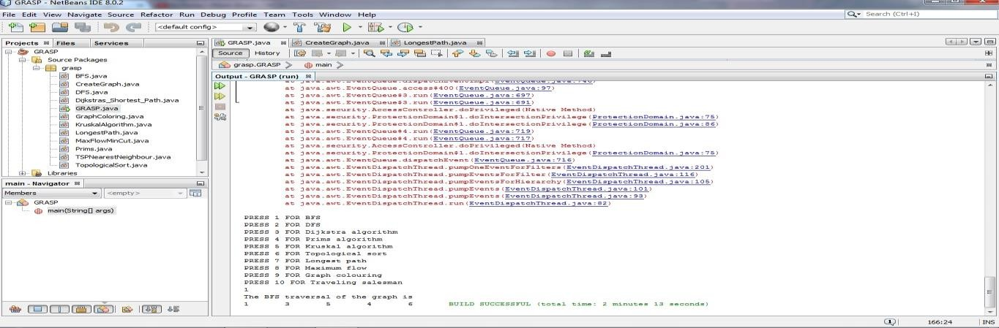 GRASP - NetBeans IDE 8.0.2
File Edit View Navigate Source Refactor Run Debug Profile Team Tools Window Help
Search (Ctrl+I)
<default config>
Projects Files Services
GRASP
Source Packages
grasp
BFS.java
CreateGraph.java
DFS.java
Dijkstras_Shortest_Path.java
GRASP.java
GraphColoring.java
KruskalAlgorithm.java
LongestPath.java
MaxFlowMinCut.java
Prims.java
TSPNearestNeighbour.java
TopologicalSort.java
Libraries
main - Navigator
Members <empty>
GRASP
main(String[] args)
GRASP.java CreateGraph.java LongestPath.java
Source History
grasp.GRASP main
Output - GRASP (run)
at java.awt.EventQueue.dispatchEventImpl(EventQueue.java:746)
at java.awt.EventQueue.access$400(EventQueue.java:97)
at java.awt.EventQueue$3.run(EventQueue.java:697)
at java.awt.EventQueue$3.run(EventQueue.java:691)
at java.security.AccessController.doPrivileged(Native Method)
at java.security.ProtectionDomain$1.doIntersectionPrivilege(ProtectionDomain.java:75)
at java.security.ProtectionDomain$1.doIntersectionPrivilege(ProtectionDomain.java:86)
at java.awt.EventQueue$4.run(EventQueue.java:719)
at java.awt.EventQueue$4.run(EventQueue.java:717)
at java.security.AccessController.doPrivileged(Native Method)
at java.security.ProtectionDomain$1.doIntersectionPrivilege(ProtectionDomain.java:75)
at java.awt.EventQueue.dispatchEvent(EventQueue.java:716)
at java.awt.EventDispatchThread.pumpOneEventForFilters(EventDispatchThread.java:201)
at java.awt.EventDispatchThread.pumpEventsForFilter(EventDispatchThread.java:116)
at java.awt.EventDispatchThread.pumpEventsForHierarchy(EventDispatchThread.java:105)
at java.awt.EventDispatchThread.pumpEvents(EventDispatchThread.java:101)
at java.awt.EventDispatchThread.pumpEvents(EventDispatchThread.java:93)
at java.awt.EventDispatchThread.run(EventDispatchThread.java:82)
PRESS 1 FOR BFS
PRESS 2 FOR DFS
PRESS 3 FOR Dijkstra algorithm
PRESS 4 FOR Prims algorithm
PRESS 5 FOR Kruskal algorithm
PRESS 6 FOR Topological sort
PRESS 7 FOR Longest path
PRESS 8 FOR Maximum flow
PRESS 9 FOR Graph colouring
PRESS 10 FOR Traveling salesman
1
The BFS traversal of the graph is
1 3 5 4 6 BUILD SUCCESSFUL (total time: 2 minutes 13 seconds)
1 166:24 INS